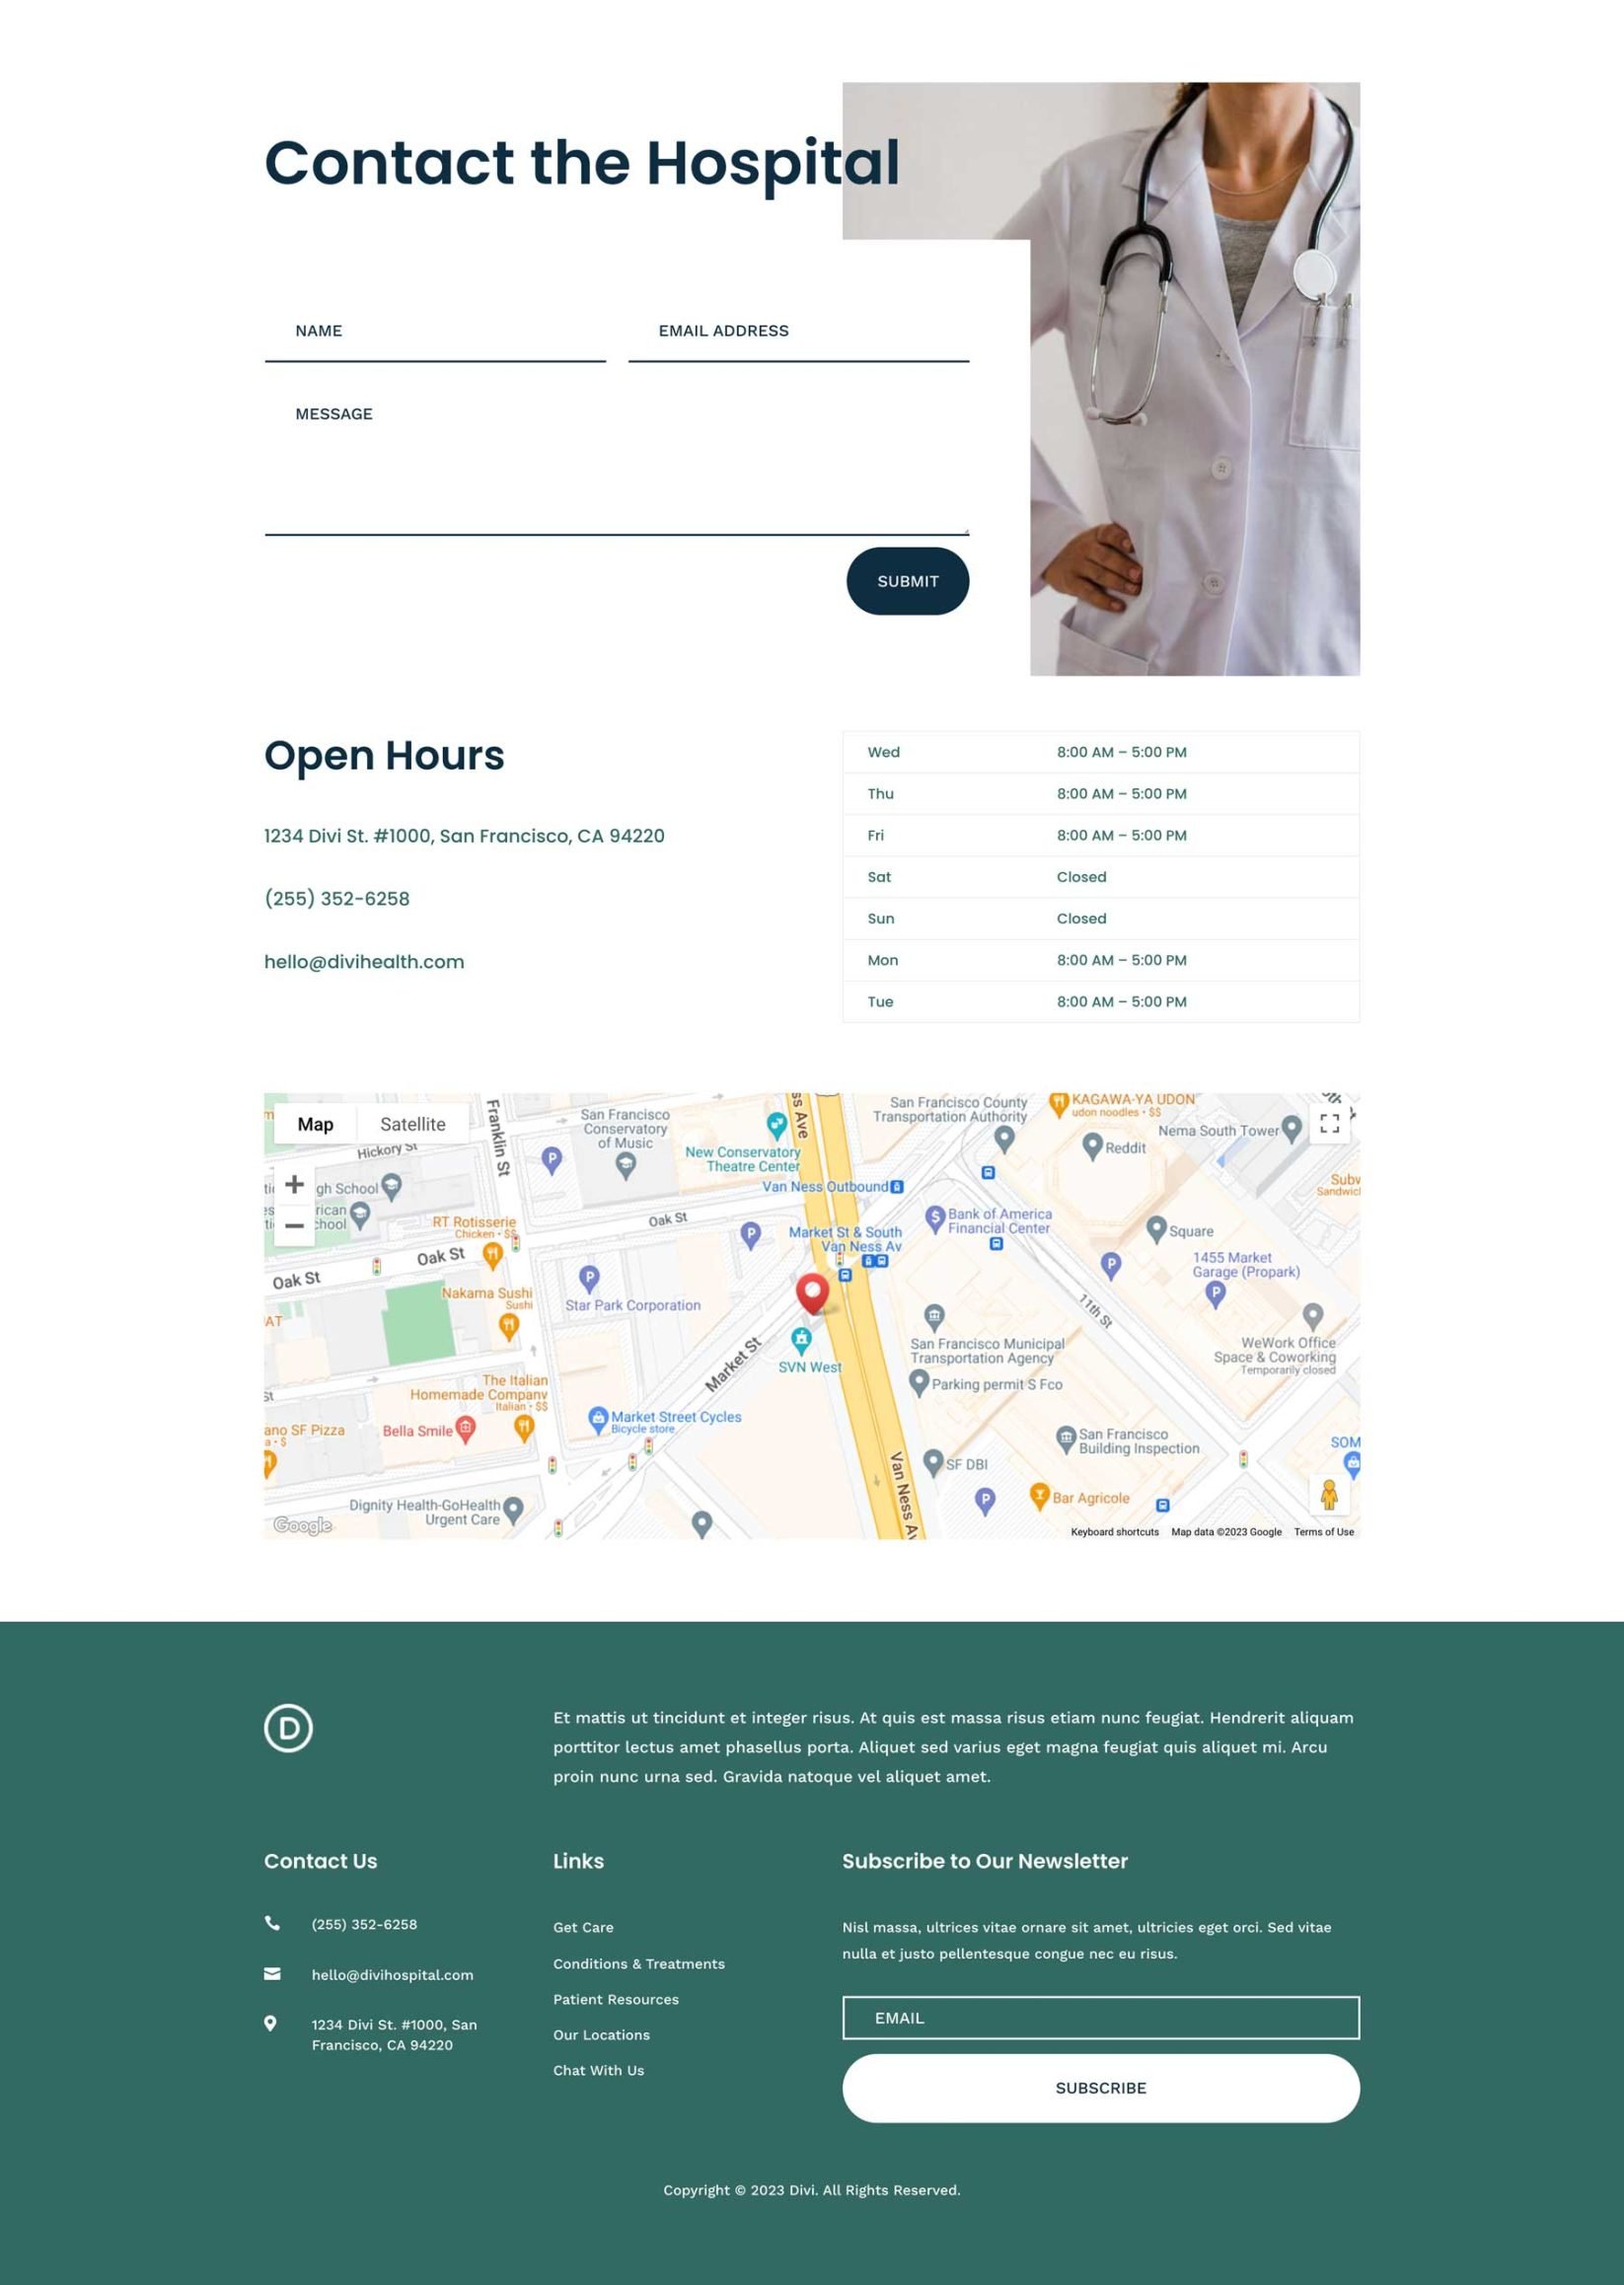 Contact the Hospital
NAME
EMAIL ADDRESS
MESSAGE
SUBMIT
Open Hours
1234 Divi St. #1000, San Francisco, CA 94220
(255) 352-6258
hello@divihealth.com
Wed 8:00 AM – 5:00 PM
Thu 8:00 AM – 5:00 PM
Fri 8:00 AM – 5:00 PM
Sat Closed
Sun Closed
Mon 8:00 AM – 5:00 PM
Tue 8:00 AM – 5:00 PM
Map
Satellite
Hickory St
Franklin St
San Francisco
Conservatory
of Music
New Conservatory
Theatre Center
ss Ave
San Francisco County
Transportation Authority
KAGAWA-YA UDON
udon noodles • $$
Reddit
Nema South Tower
gh School
rican
chool
Van Ness Outbound
Sandwich
RT Rotisserie
Chicken • $$
Oak St
Market St & South
Van Ness Av
Bank of America
Financial Center
Square
Oak St
Oak St
1455 Market
Garage (Propark)
Nakama Sushi
Sushi
Star Park Corporation
11th St
AT
Market St
SVN West
San Francisco Municipal
Transportation Agency
Parking permit S Fco
WeWork Office
Space & Coworking
Temporarily closed
St
The Italian
Homemade Company
Italian • $$
ano SF Pizza
a • $
Bella Smile
Market Street Cycles
Bicycle store
San Francisco
Building Inspection
SOM
SF DBI
Van Ness Av
Bar Agricole
Dignity Health-GoHealth
Urgent Care
Google
Keyboard shortcuts Map data ©2023 Google Terms of Use
D
Et mattis ut tincidunt et integer risus. At quis est massa risus etiam nunc feugiat. Hendrerit aliquam
porttitor lectus amet phasellus porta. Aliquet sed varius eget magna feugiat quis aliquet mi. Arcu
proin nunc urna sed. Gravida natoque vel aliquet amet.
Contact Us
(255) 352-6258
hello@divihospital.com
1234 Divi St. #1000, San
Francisco, CA 94220
Links
Get Care
Conditions & Treatments
Patient Resources
Our Locations
Chat With Us
Subscribe to Our Newsletter
Nisl massa, ultrices vitae ornare sit amet, ultricies eget orci. Sed vitae
nulla et justo pellentesque congue nec eu risus.
EMAIL
SUBSCRIBE
Copyright © 2023 Divi. All Rights Reserved.